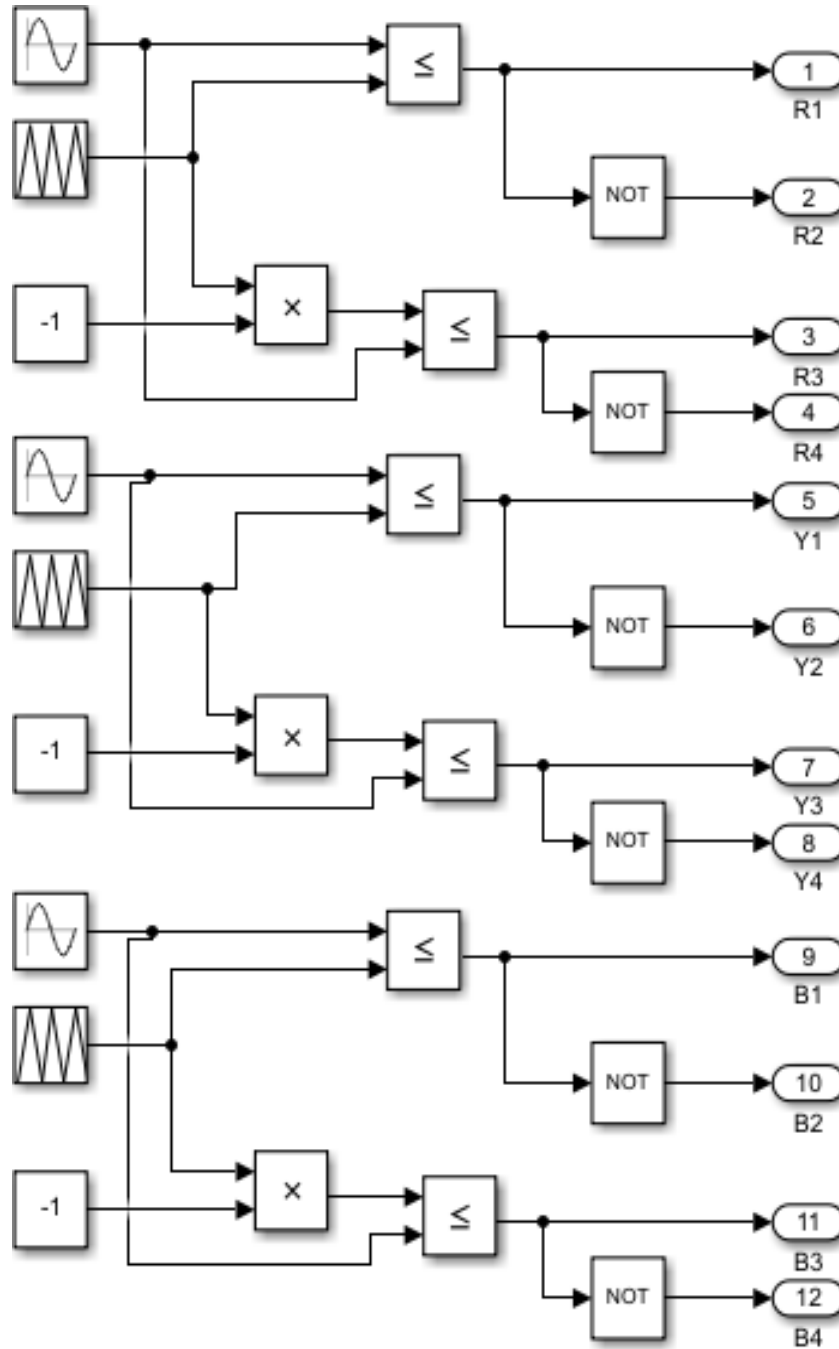 ≤
1
R1
NOT
2
R2
-1
×
≤
3
R3
NOT
4
R4
≤
5
Y1
NOT
6
Y2
-1
×
≤
7
Y3
NOT
8
Y4
≤
9
B1
NOT
10
B2
-1
×
≤
11
B3
NOT
12
B4